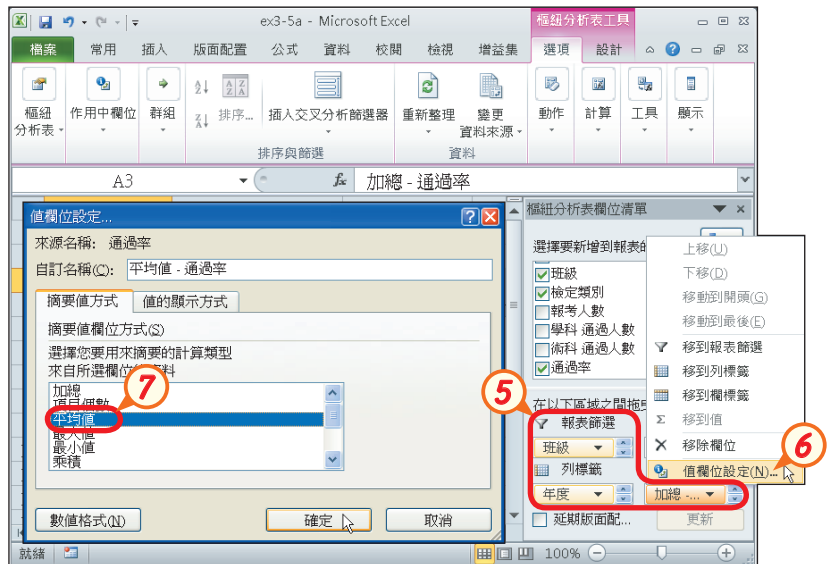 ex3-5a - Microsoft Excel 樞紐分析表工具
檔案 常用 插入 版面配置 公式 資料 校閱 檢視 增益集 選項 設計
樞紐分析表 作用中欄位 群組 排序... 插入交叉分析篩選器 重新整理 變更資料來源 動作 計算 工具 顯示
排序與篩選 資料
A3 fx 加總 - 通過率
值欄位設定...
來源名稱: 通過率
自訂名稱(C): 平均值 - 通過率
摘要值方式 值的顯示方式
摘要值欄位方式(S)
選擇您要用來摘要的計算類型
來自所選欄位 資料
加總
項目個數
平均值
最大值
最小值
乘積
7
數值格式(N) 確定 取消
樞紐分析表欄位清單
選擇要新增到報表的
班級
檢定類別
報考人數
學科 通過人數
術科 通過人數
通過率
在以下區域之間拖
5
報表篩選
班級
列標籤
年度 加總 -...
延期版面配... 更新
上移(U)
下移(D)
移動到開頭(G)
移動到最後(E)
移到報表篩選
移到列標籤
移到欄標籤
Σ 移到值
移除欄位
值欄位設定(N)...
6
就緒 100%